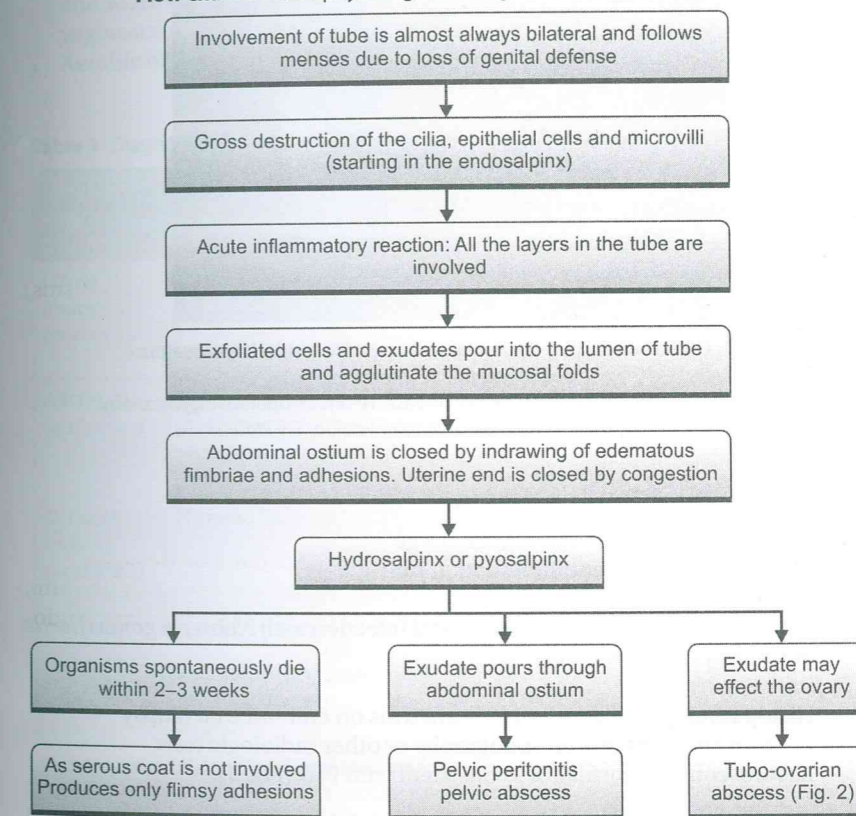 Involvement of tube is almost always bilateral and follows
menses due to loss of genital defense
Gross destruction of the cilia, epithelial cells and microvilli
(starting in the endosalpinx)
Acute inflammatory reaction: All the layers in the tube are
involved
Exfoliated cells and exudates pour into the lumen of tube
and agglutinate the mucosal folds
Abdominal ostium is closed by indrawing of edematous
fimbriae and adhesions. Uterine end is closed by congestion
Hydrosalpinx or pyosalpinx
Organisms spontaneously die
within 2–3 weeks
Exudate pours through
abdominal ostium
Exudate may
effect the ovary
As serous coat is not involved
Produces only flimsy adhesions
Pelvic peritonitis
pelvic abscess
Tubo-ovarian
abscess (Fig. 2)